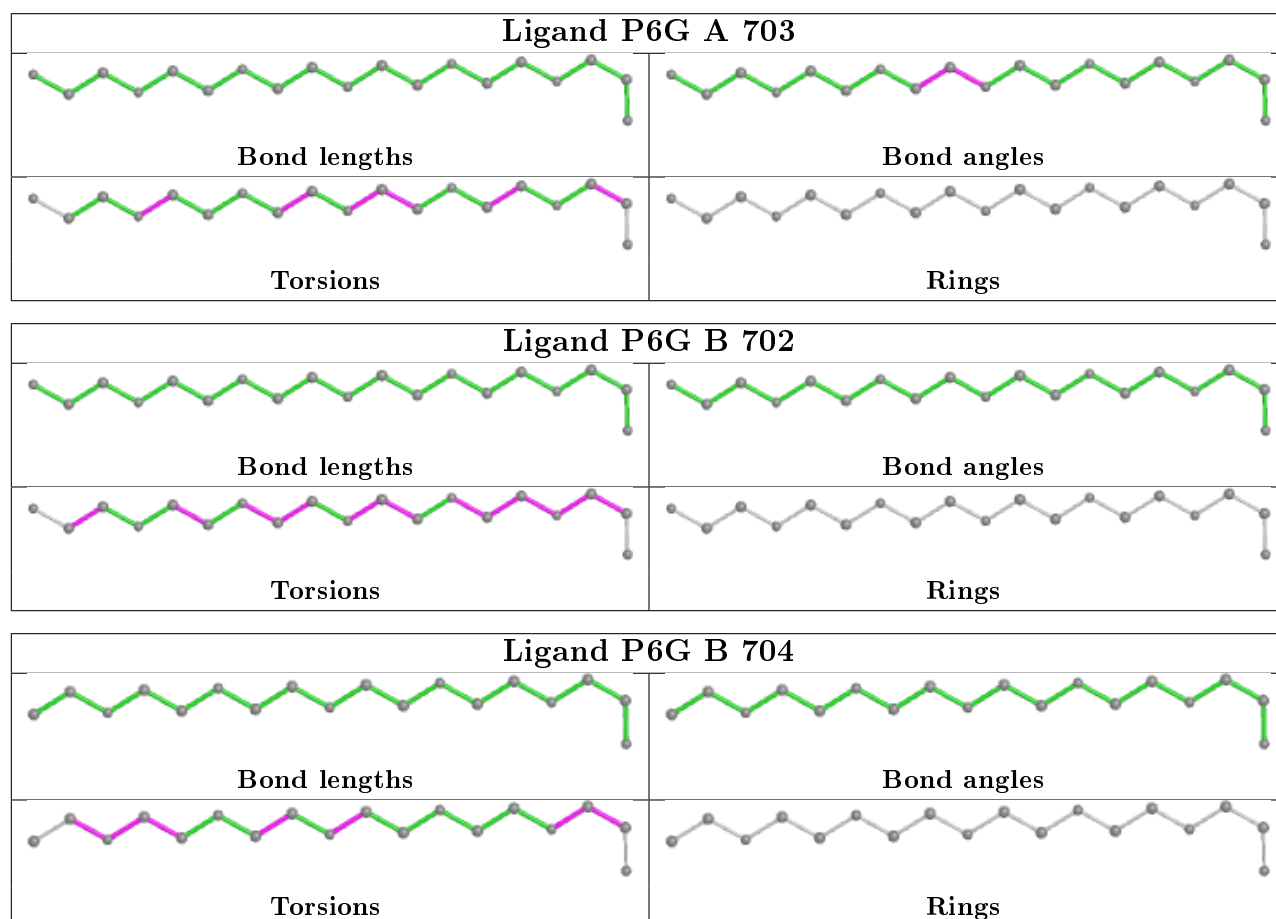 Ligand P6G A 703
Bond lengths Bond angles
Torsions Rings
Ligand P6G B 702
Bond lengths Bond angles
Torsions Rings
Ligand P6G B 704
Bond lengths Bond angles
Torsions Rings